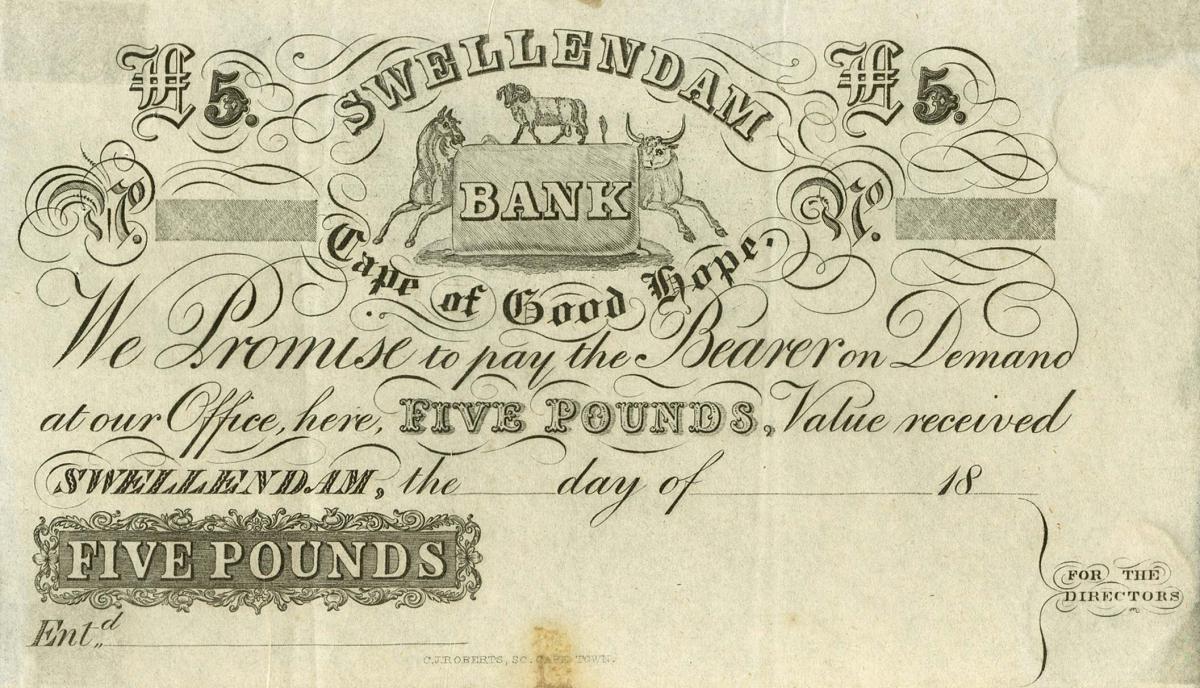 £5. SWELLENDAM £5.
No. BANK No.
Cape of Good Hope.
We Promise to pay the Bearer on Demand
at our Office, here, FIVE POUNDS, Value received
SWELLENDAM, the day of 18
FIVE POUNDS
FOR THE
DIRECTORS
Ent,,d
C.J. ROBERTS, SC. CAPE TOWN.